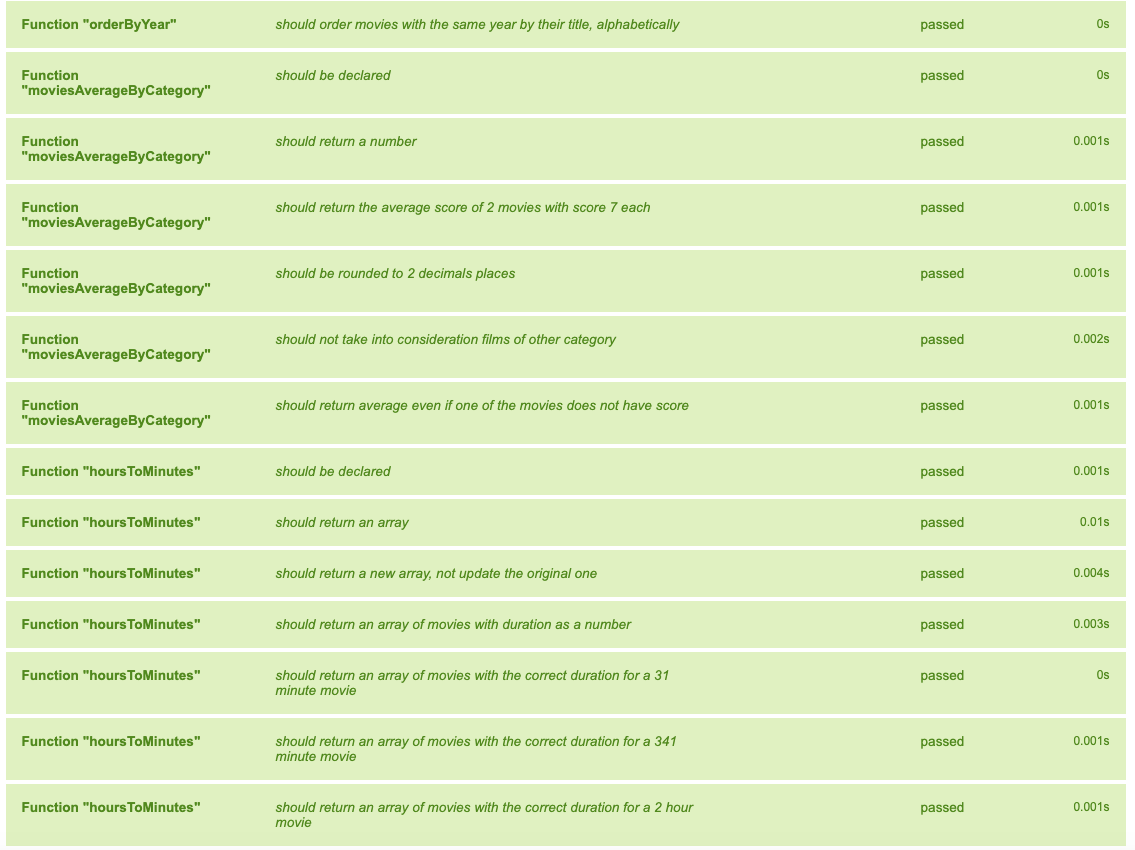 Function "orderByYear" should order movies with the same year by their title, alphabetically passed 0s
Function should be declared passed 0s
"moviesAverageByCategory"
Function should return a number passed 0.001s
"moviesAverageByCategory"
Function should return the average score of 2 movies with score 7 each passed 0.001s
"moviesAverageByCategory"
Function should be rounded to 2 decimals places passed 0.001s
"moviesAverageByCategory"
Function should not take into consideration films of other category passed 0.002s
"moviesAverageByCategory"
Function should return average even if one of the movies does not have score passed 0.001s
"moviesAverageByCategory"
Function "hoursToMinutes" should be declared passed 0.001s
Function "hoursToMinutes" should return an array passed 0.01s
Function "hoursToMinutes" should return a new array, not update the original one passed 0.004s
Function "hoursToMinutes" should return an array of movies with duration as a number passed 0.003s
Function "hoursToMinutes" should return an array of movies with the correct duration for a 31 passed 0s
minute movie
Function "hoursToMinutes" should return an array of movies with the correct duration for a 341 passed 0.001s
minute movie
Function "hoursToMinutes" should return an array of movies with the correct duration for a 2 hour passed 0.001s
movie